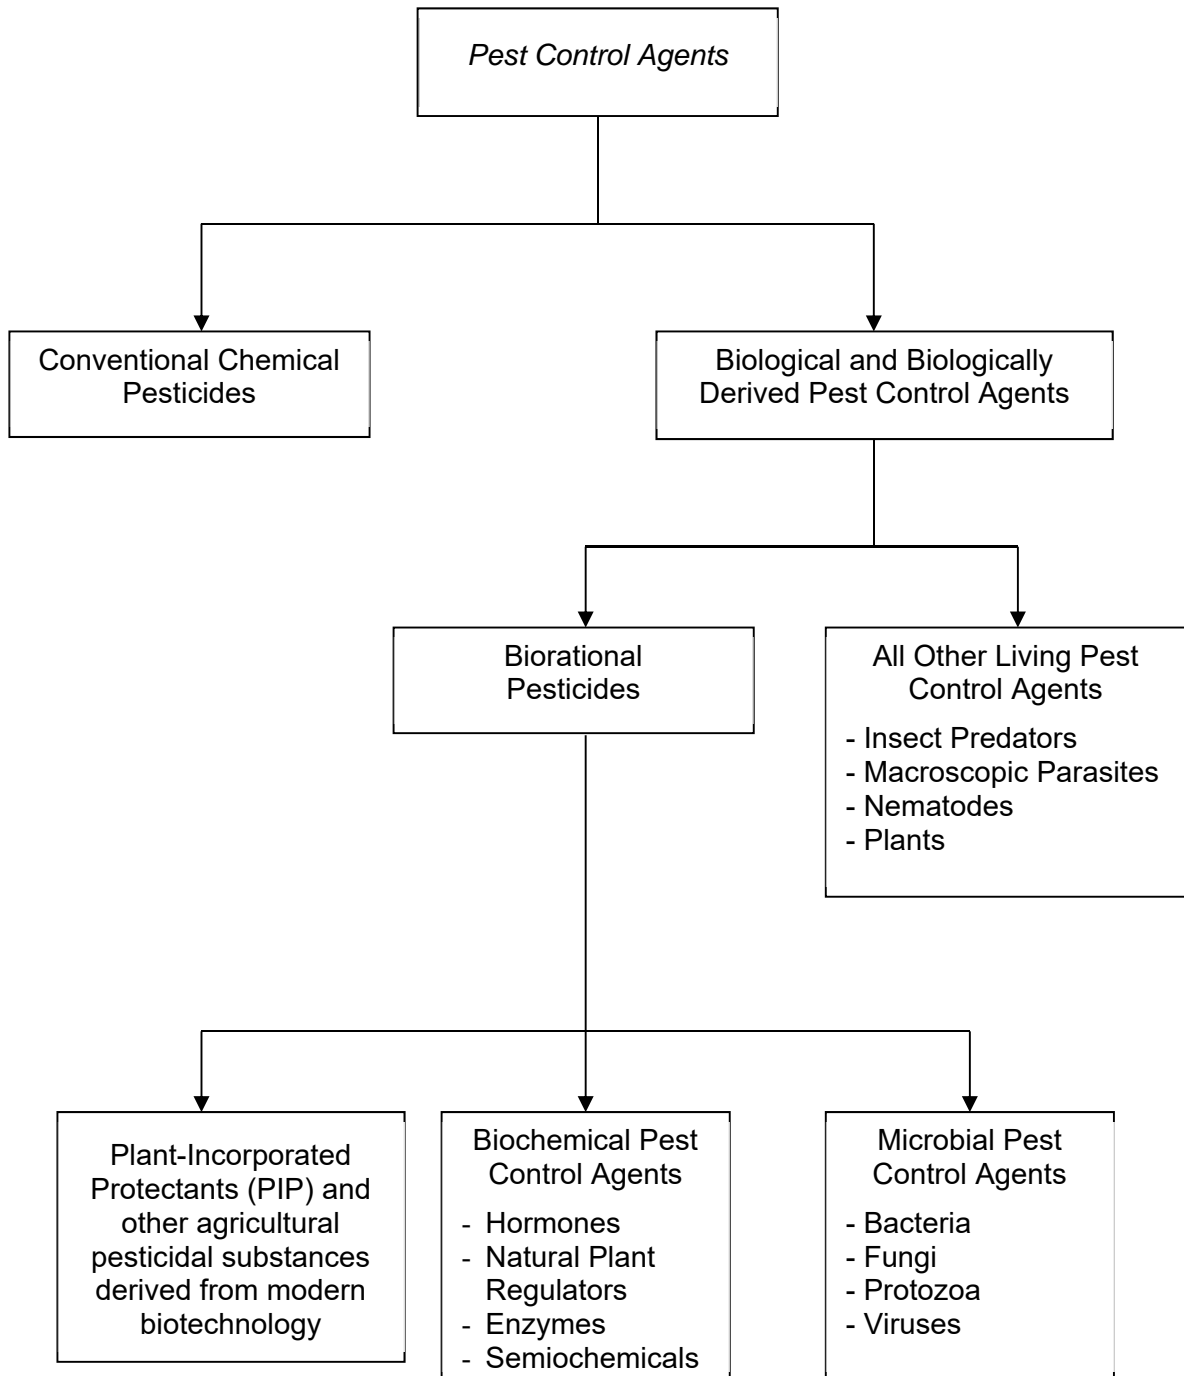 Pest Control Agents
Conventional Chemical
Pesticides
Biological and Biologically
Derived Pest Control Agents
Biorational
Pesticides
All Other Living Pest
Control Agents
- Insect Predators
- Macroscopic Parasites
- Nematodes
- Plants
Plant-Incorporated
Protectants (PIP) and
other agricultural
pesticidal substances
derived from modern
biotechnology
Biochemical Pest
Control Agents
- Hormones
- Natural Plant
Regulators
- Enzymes
- Semiochemicals
Microbial Pest
Control Agents
- Bacteria
- Fungi
- Protozoa
- Viruses